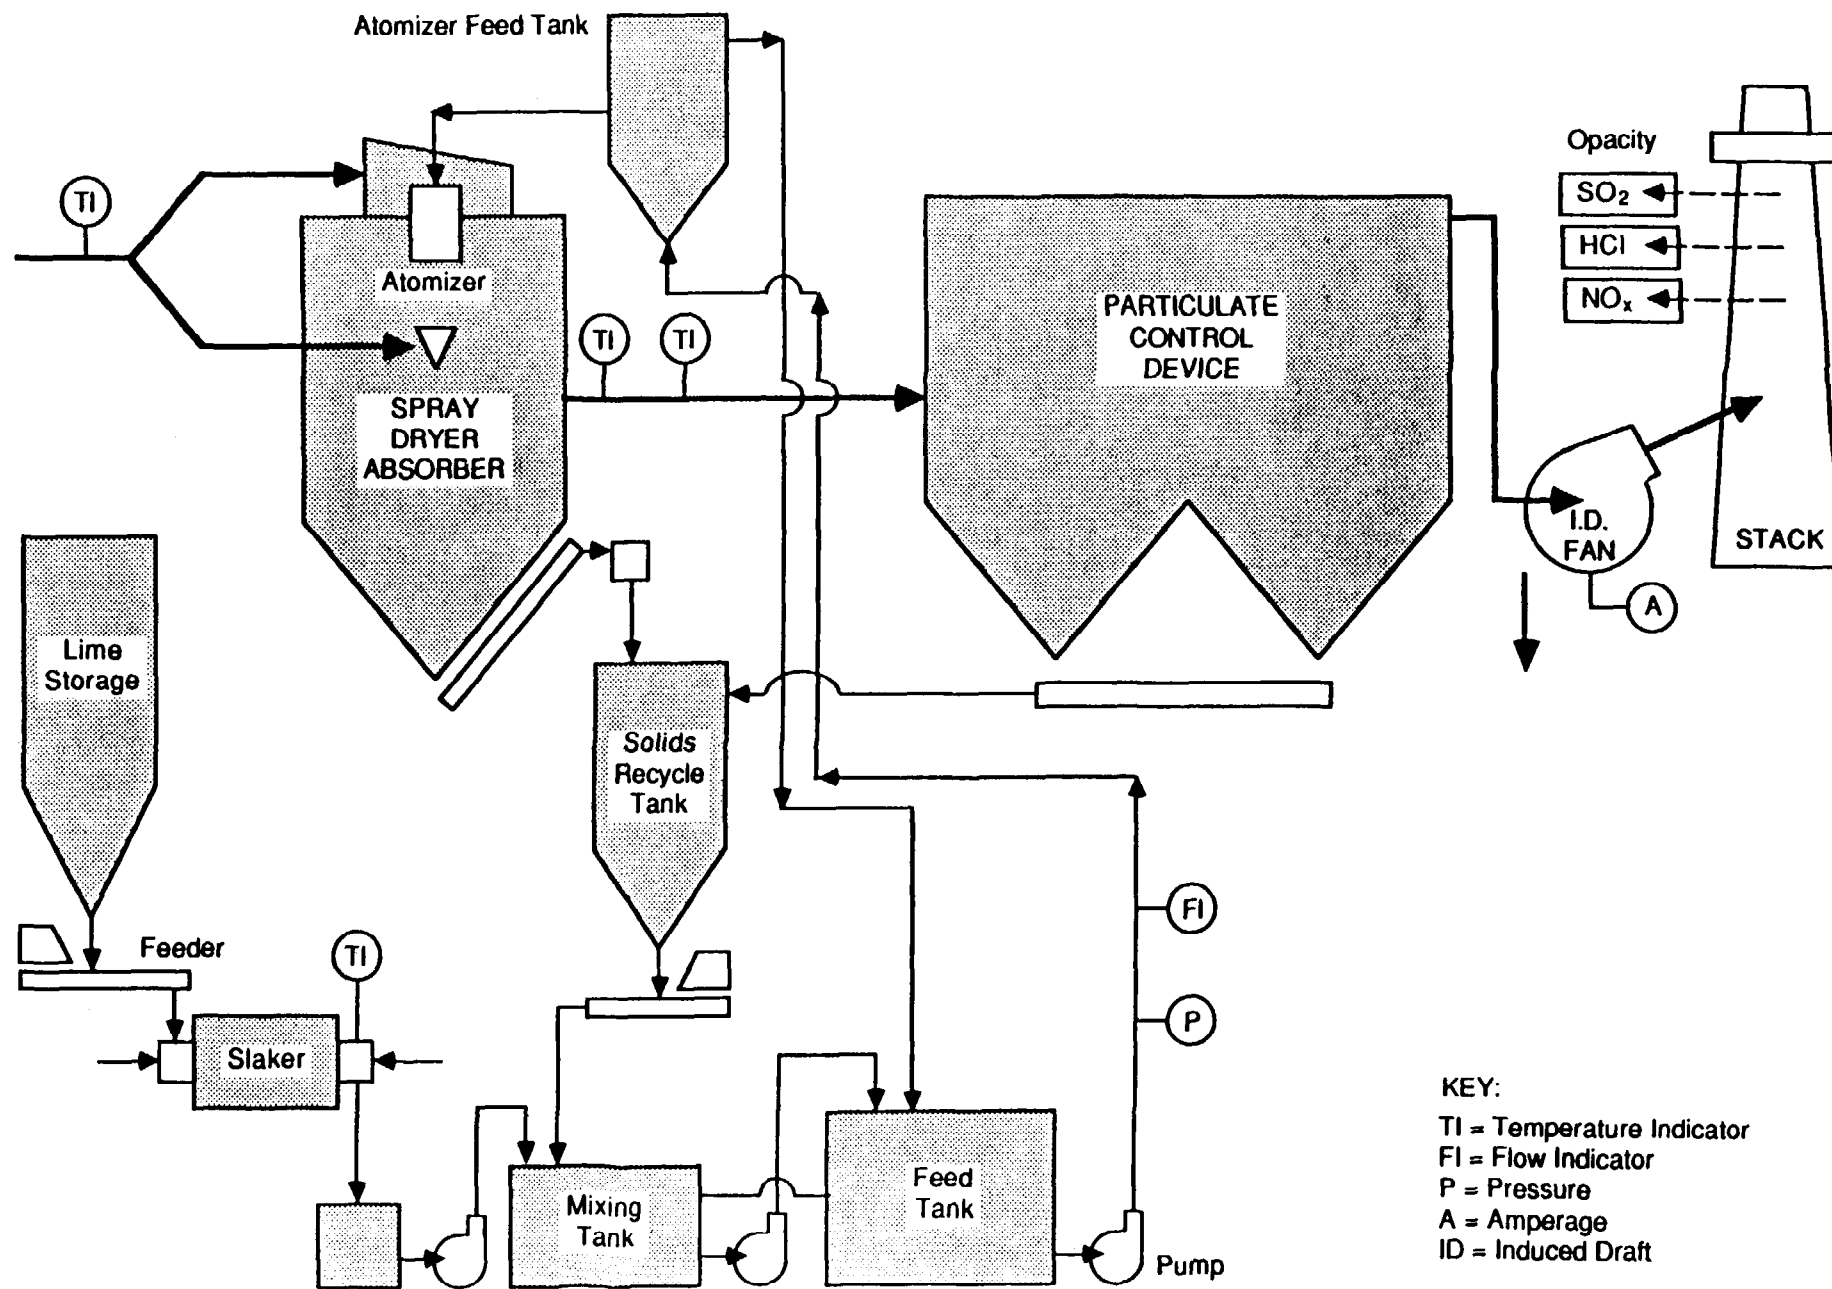 Atomizer Feed Tank
Opacity
TI
SO₂
HCl
NOₓ
Atomizer
TI
TI
PARTICULATE
CONTROL
DEVICE
SPRAY
DRYER
ABSORBER
I.D.
FAN
STACK
A
Lime
Storage
Solids
Recycle
Tank
FI
Feeder
TI
P
Slaker
KEY:
TI = Temperature Indicator
FI = Flow Indicator
P = Pressure
A = Amperage
ID = Induced Draft
Mixing
Tank
Feed
Tank
Pump